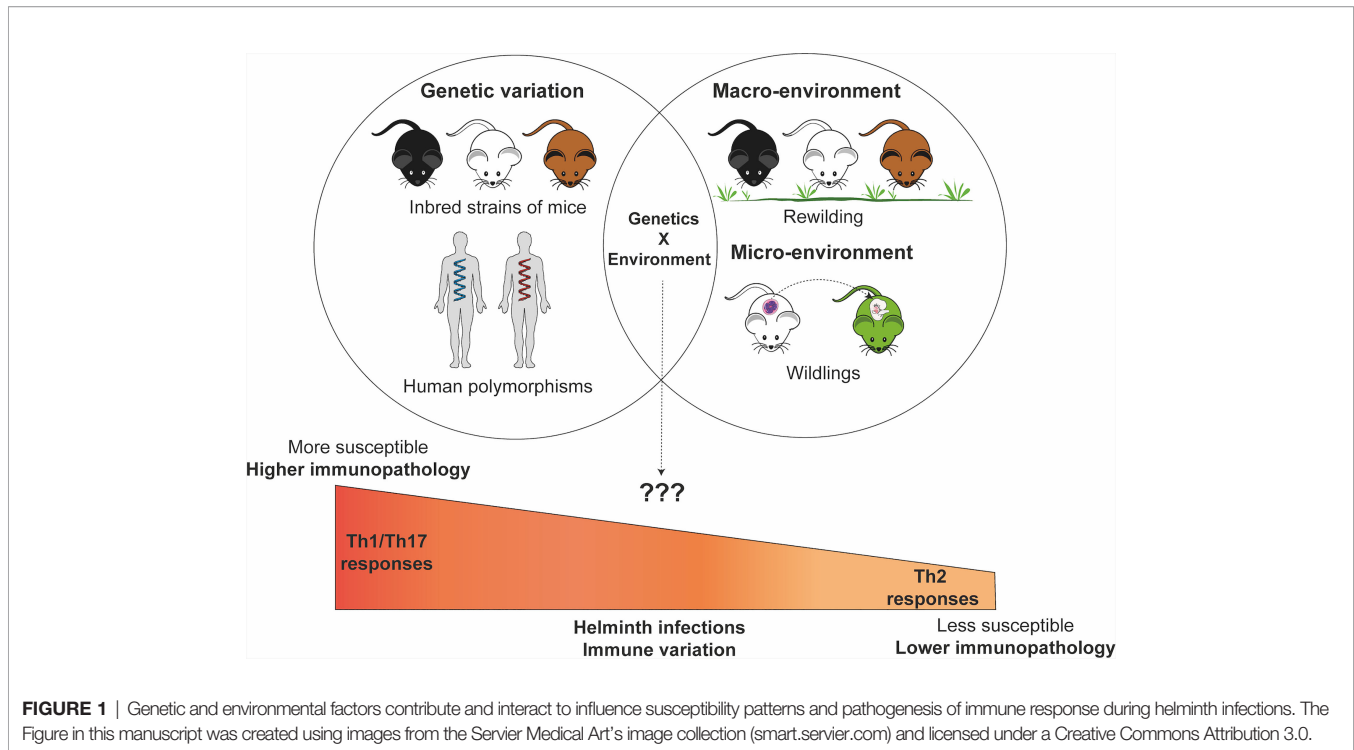 Genetic variation
Inbred strains of mice
Human polymorphisms
Genetics
X
Environment
Macro-environment
Rewilding
Micro-environment
Wildlings
More susceptible
Higher immunopathology
???
Th1/Th17
responses
Th2
responses
Helminth infections
Immune variation
Less susceptible
Lower immunopathology
FIGURE 1 | Genetic and environmental factors contribute and interact to influence susceptibility patterns and pathogenesis of immune response during helminth infections. The
Figure in this manuscript was created using images from the Servier Medical Art's image collection (smart.servier.com) and licensed under a Creative Commons Attribution 3.0.